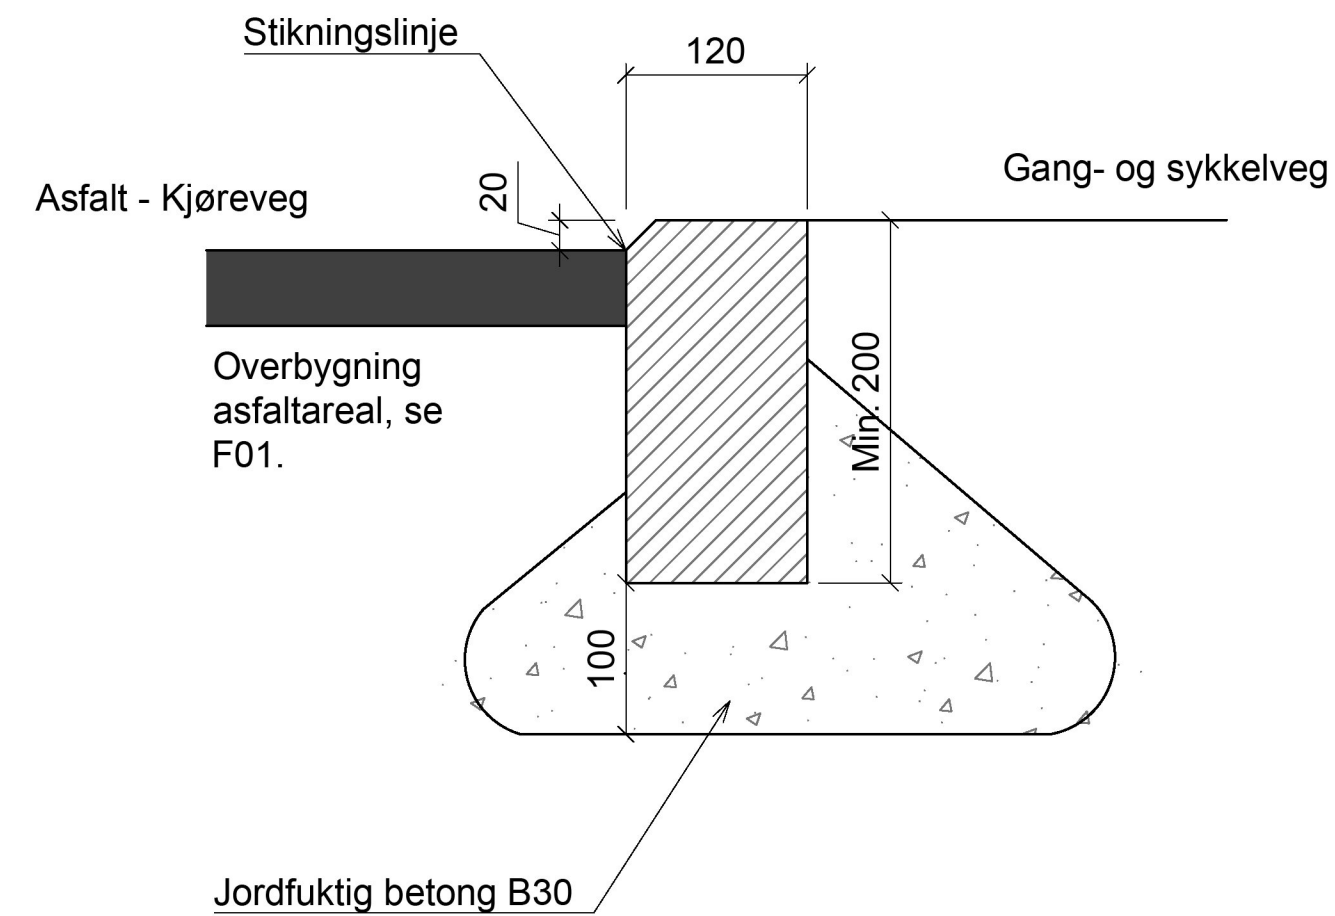 Stikningslinje
120
Gang- og sykkelveg
Asfalt - Kjøreveg
20
Overbygning
asfaltareal, se
F01.
Min. 200
100
Jordfuktig betong B30